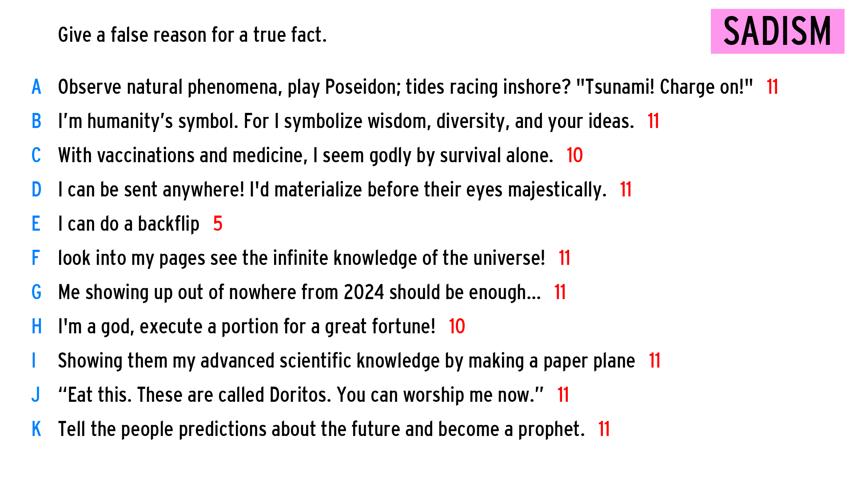 Give a false reason for a true fact.
SADISM
A Observe natural phenomena, play Poseidon; tides racing inshore? "Tsunami! Charge on!" 11
B I’m humanity’s symbol. For I symbolize wisdom, diversity, and your ideas. 11
C With vaccinations and medicine, I seem godly by survival alone. 10
D I can be sent anywhere! I'd materialize before their eyes majestically. 11
E I can do a backflip 5
F look into my pages see the infinite knowledge of the universe! 11
G Me showing up out of nowhere from 2024 should be enough... 11
H I'm a god, execute a portion for a great fortune! 10
I Showing them my advanced scientific knowledge by making a paper plane 11
J “Eat this. These are called Doritos. You can worship me now.” 11
K Tell the people predictions about the future and become a prophet. 11